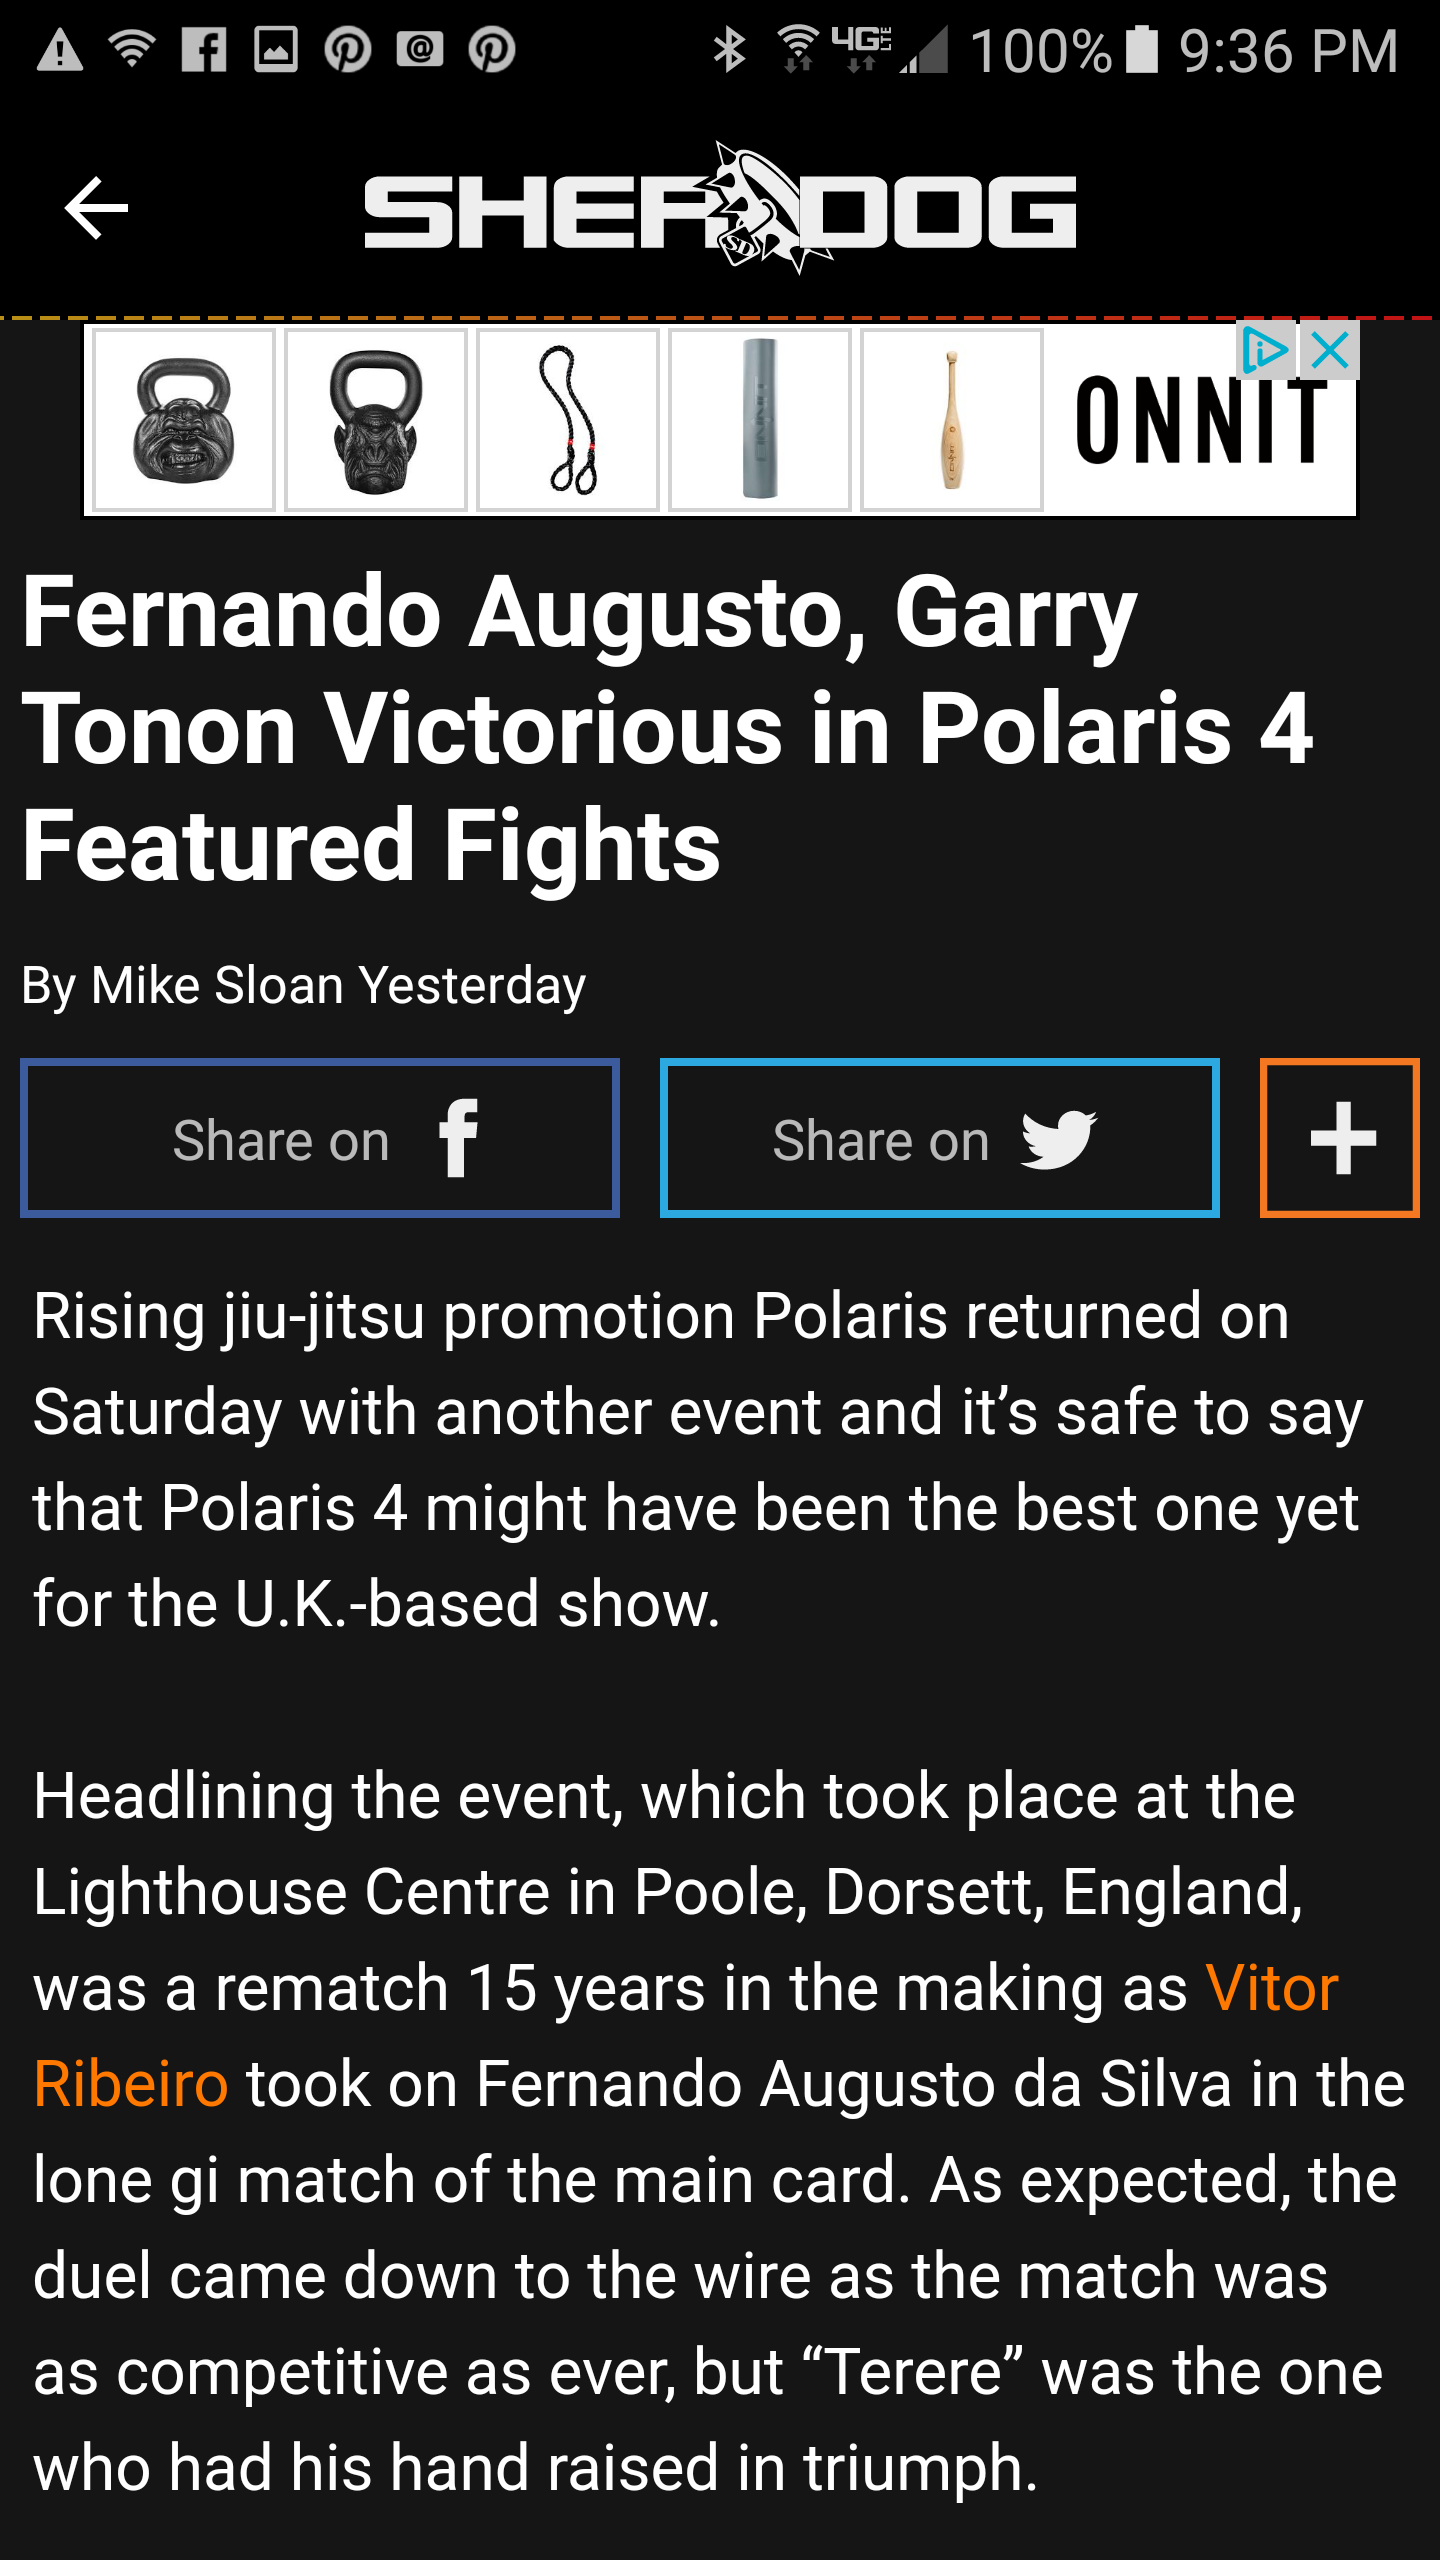 4G LTE 100% 9:36 PM
SHERDOG
SD
ONNIT
Fernando Augusto, Garry
Tonon Victorious in Polaris 4
Featured Fights
By Mike Sloan Yesterday
Share on
Share on
Rising jiu-jitsu promotion Polaris returned on
Saturday with another event and it’s safe to say
that Polaris 4 might have been the best one yet
for the U.K.-based show.
Headlining the event, which took place at the
Lighthouse Centre in Poole, Dorsett, England,
was a rematch 15 years in the making as Vitor
Ribeiro took on Fernando Augusto da Silva in the
lone gi match of the main card. As expected, the
duel came down to the wire as the match was
as competitive as ever, but “Terere” was the one
who had his hand raised in triumph.